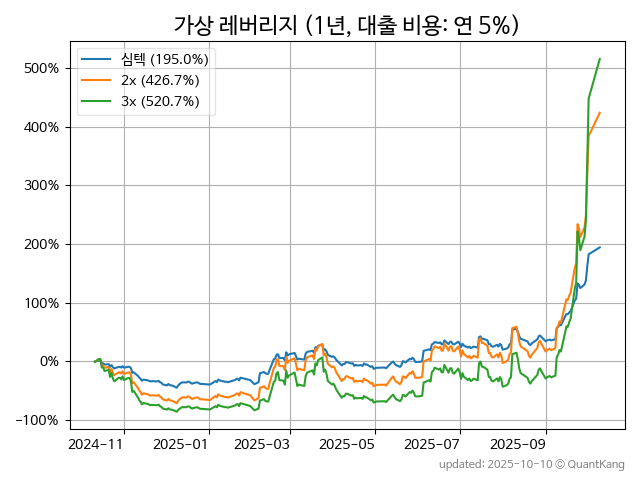 가상 레버리지 (1년, 대출 비용: 연 5%)
심텍 (195.0%)
2x (426.7%)
3x (520.7%)
500%
400%
300%
200%
100%
0%
−100%
2024-11
2025-01
2025-03
2025-05
2025-07
2025-09
updated: 2025-10-10 © QuantKang